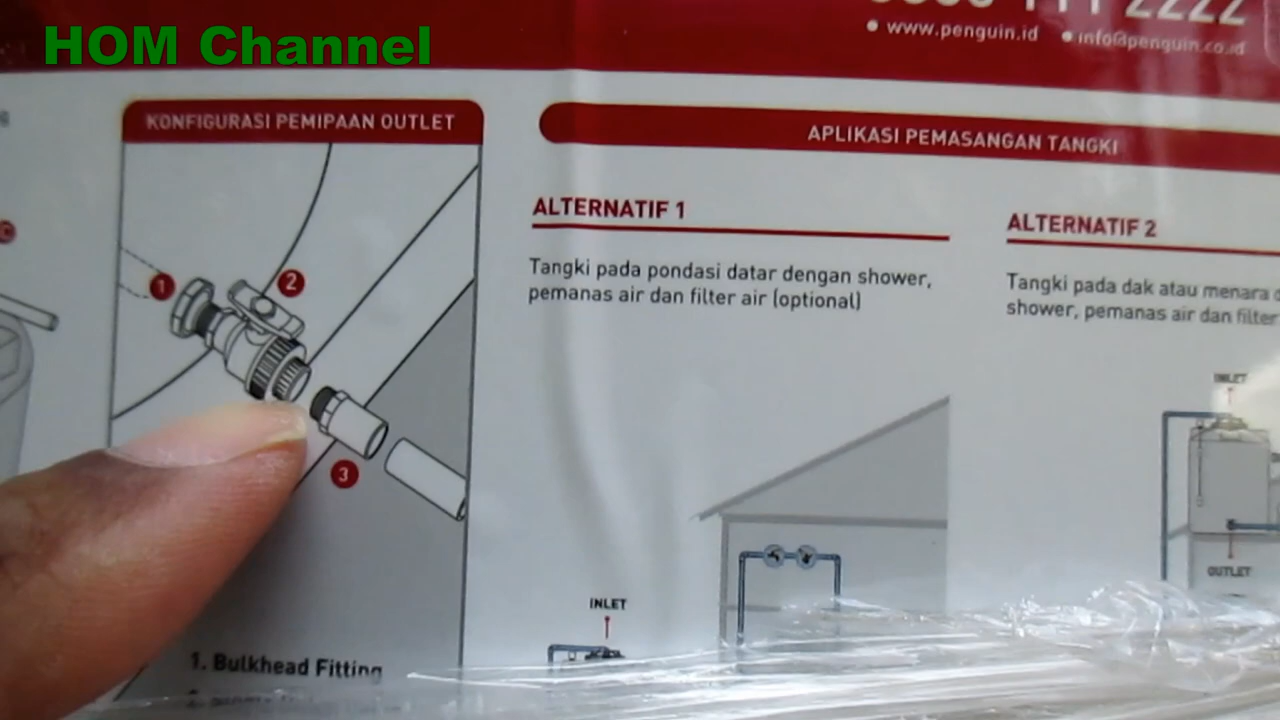 HOM Channel
www.penguin.id
info@penguin.co.id
KONFIGURASI PEMIPAAN OUTLET
1
2
3
1. Bulkhead Fitting
APLIKASI PEMASANGAN TANGKI
ALTERNATIF 1
Tangki pada pondasi datar dengan shower,
pemanas air dan filter air (optional)
INLET
ALTERNATIF 2
Tangki pada dak atau menara
shower, pemanas air dan filter
INLET
OUTLET